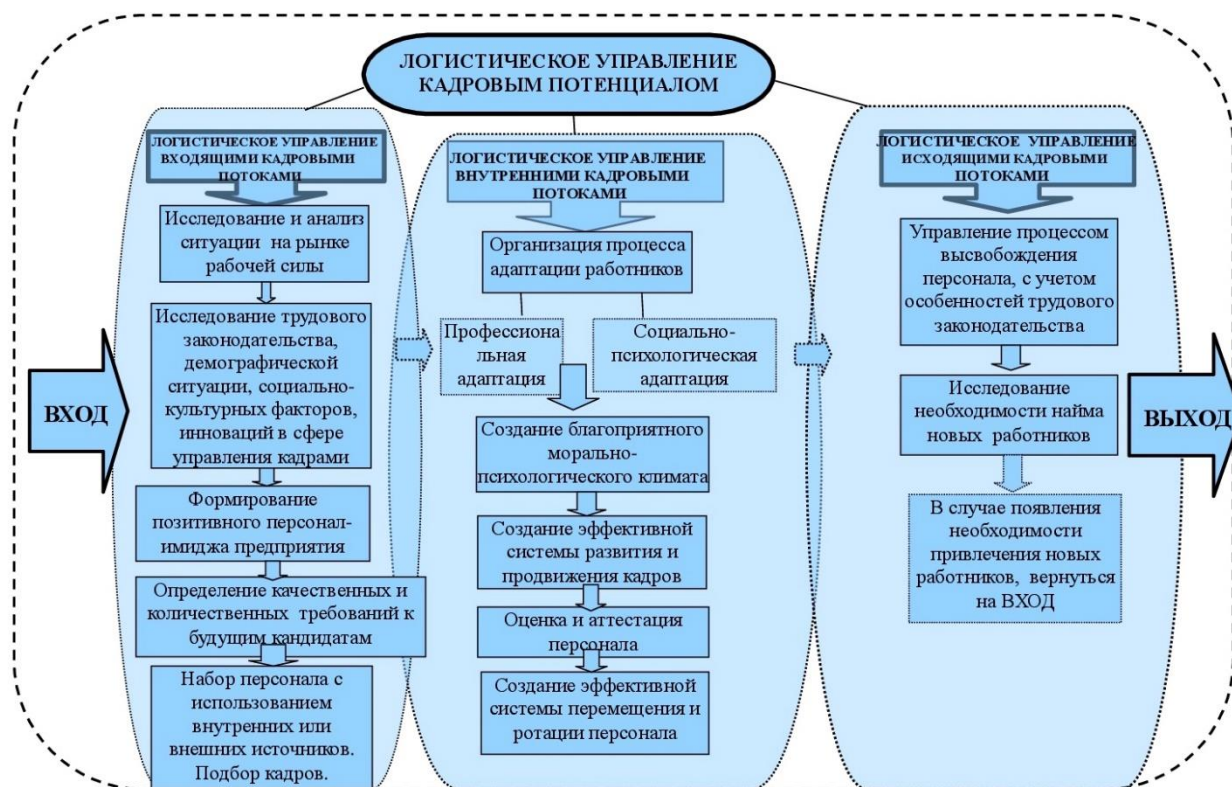 ЛОГИСТИЧЕСКОЕ УПРАВЛЕНИЕ
КАДРОВЫМ ПОТЕНЦИАЛОМ
ВХОД
ЛОГИСТИЧЕСКОЕ УПРАВЛЕНИЕ
ВХОДЯЩИМИ КАДРОВЫМИ
ПОТОКАМИ
Исследование и анализ
ситуации на рынке
рабочей силы
Исследование трудового
законодательства,
демографической
ситуации, социально-
культурных факторов,
инноваций в сфере
управления кадрами
Формирование
позитивного персонал-
имиджа предприятия
Определение качественных и
количественных требований к
будущим кандидатам
Набор персонала с
использованием
внутренних или
внешних источников.
Подбор кадров.
ЛОГИСТИЧЕСКОЕ УПРАВЛЕНИЕ
ВНУТРЕННИМИ КАДРОВЫМИ
ПОТОКАМИ
Организация процесса
адаптации работников
Профессиона
льная
адаптация
Социально-
психологическая
адаптация
Создание благоприятного
морально-
психологического климата
Создание эффективной
системы развития и
продвижения кадров
Оценка и аттестация
персонала
Создание эффективной
системы перемещения и
ротации персонала
ЛОГИСТИЧЕСКОЕ УПРАВЛЕНИЕ
ИСХОДЯЩИМИ КАДРОВЫМИ
ПОТОКАМИ
Управление процессом
высвобождения
персонала, с учетом
особенностей трудового
законодательства
Исследование
необходимости найма
новых работников
В случае появления
необходимости
привлечения новых
работников, вернуться
на ВХОД
ВЫХОД